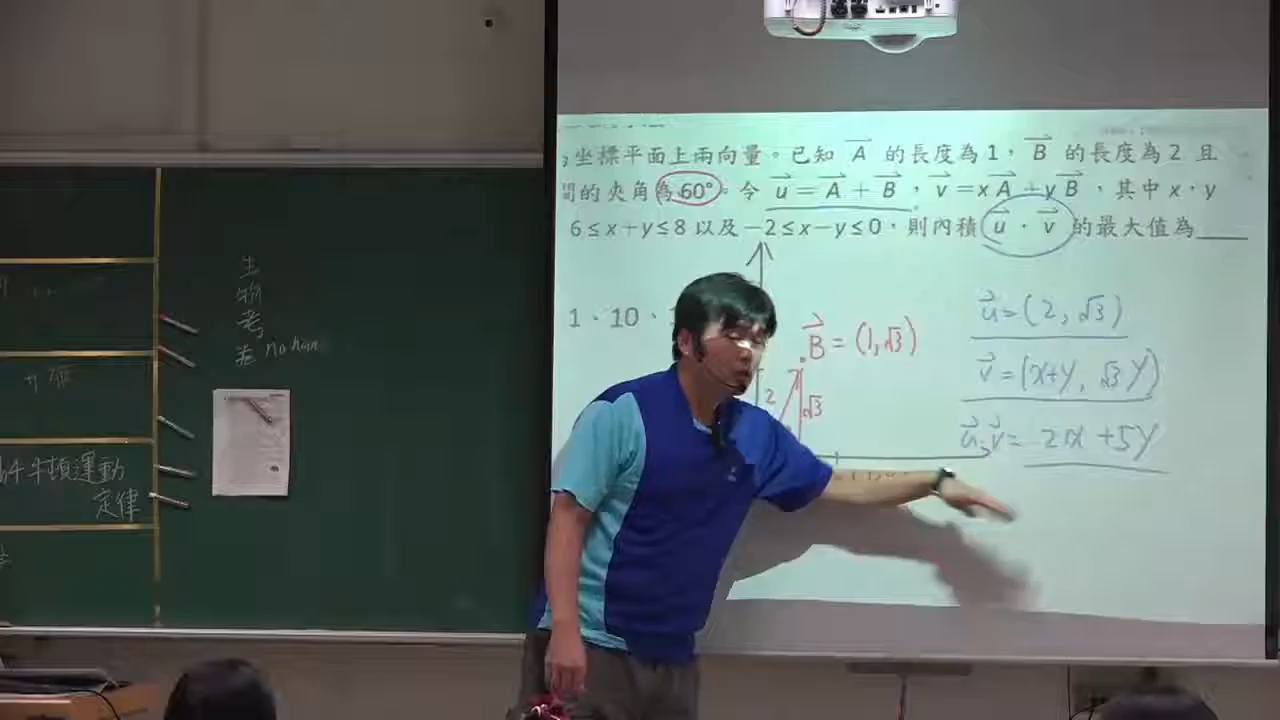 坐標平面上兩向量。已知 A 的長度為1，B 的長度為2 且
間的夾角為60°。令 u = A + B，v = xA + yB，其中 x，y
6 ≤ x+y ≤ 8 以及 −2 ≤ x−y ≤ 0，則內積 u · v 的最大值為
1、10、
B = (1, √3)
2
√3
u = (2, √3)
v = (x+y, √3 y)
u·v = 2x + 5y
生
物
考
卷
牛頓運動
定律